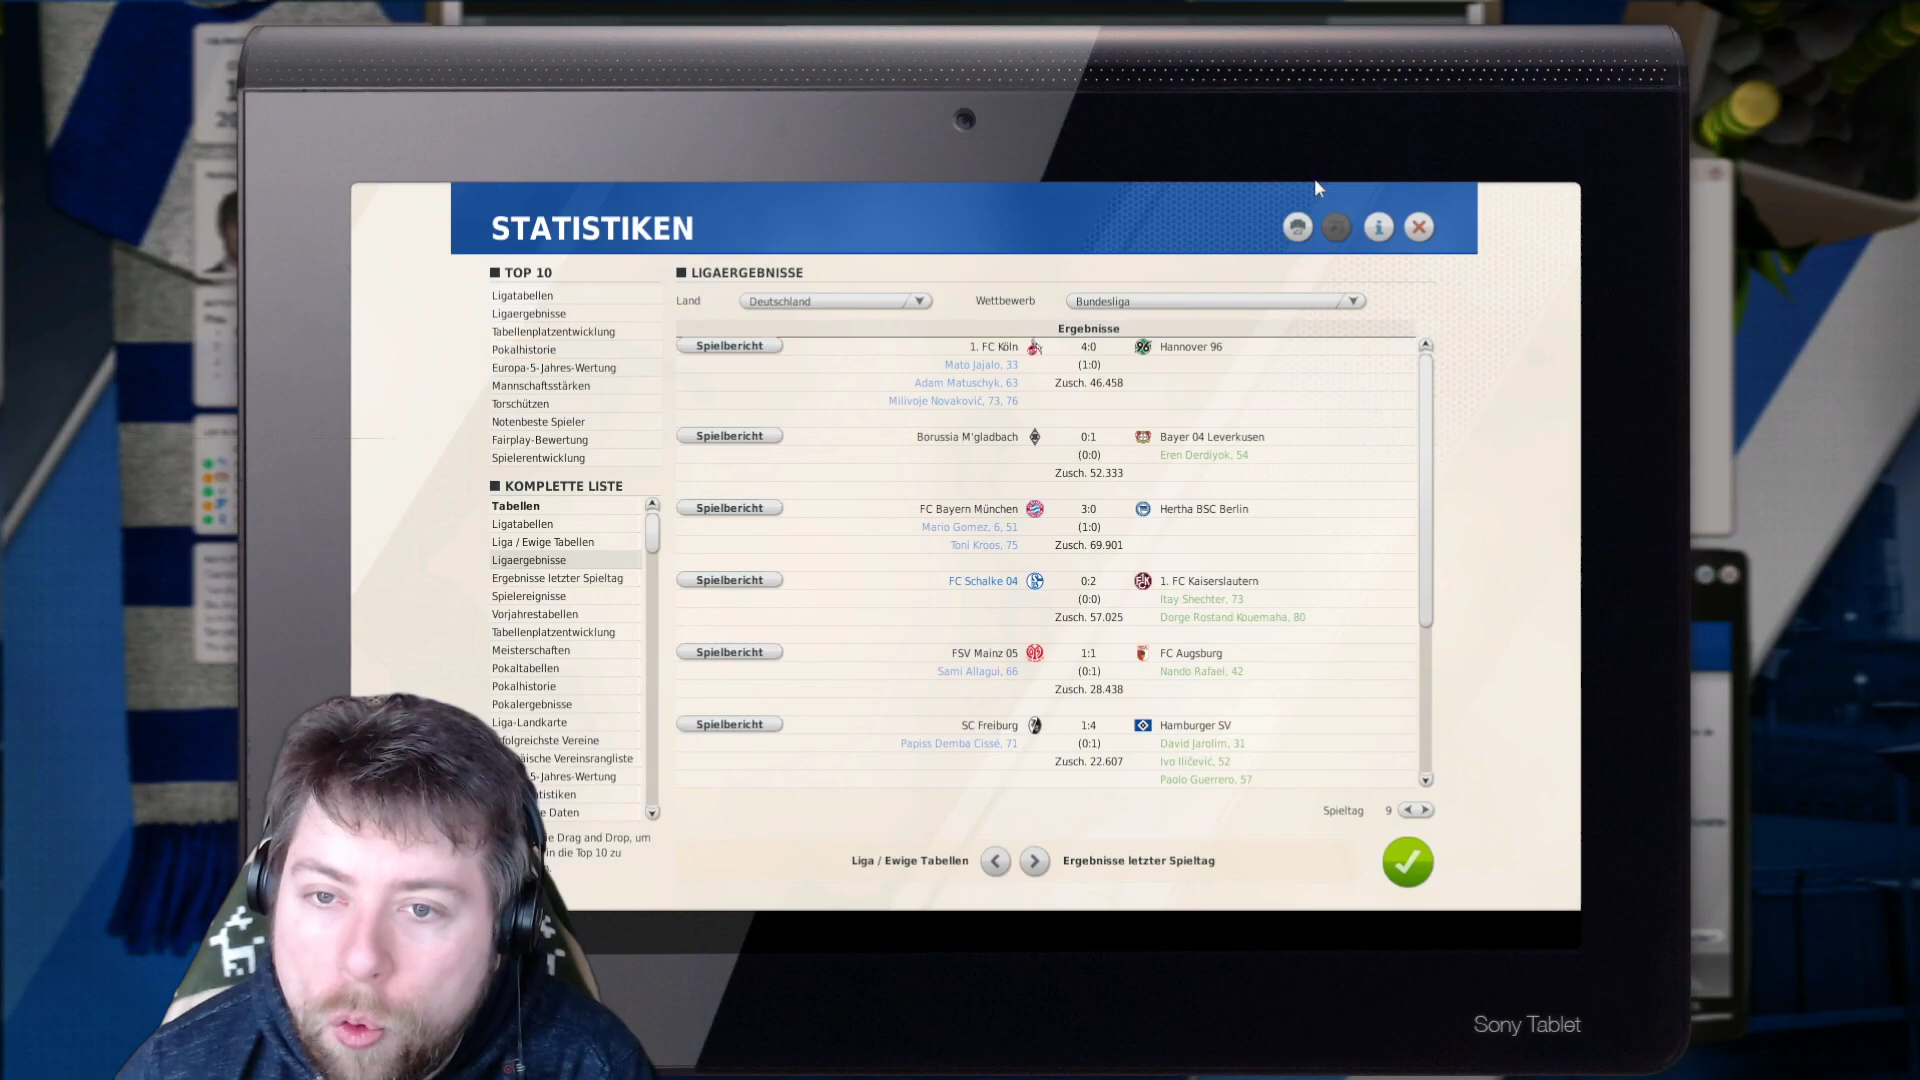 STATISTIKEN
TOP 10
Ligatabellen
Ligaergebnisse
Tabellenplatzentwicklung
Pokalhistorie
Europa-5-Jahres-Wertung
Mannschaftsstärken
Torschützen
Notenbeste Spieler
Fairplay-Bewertung
Spielerentwicklung
KOMPLETTE LISTE
Tabellen
Ligatabellen
Liga / Ewige Tabellen
Ligaergebnisse
Ergebnisse letzter Spieltag
Spielereignisse
Vorjahrestabellen
Tabellenplatzentwicklung
Meisterschaften
Pokaltabellen
Pokalhistorie
Pokalergebnisse
Liga-Landkarte
rfolgreichste Vereine
äische Vereinsrangliste
5-Jahres-Wertung
tatistiken
e Daten
ie Drag and Drop, um
in die Top 10 zu
LIGAERGEBNISSE
Land Deutschland Wettbewerb Bundesliga
Ergebnisse
Spielbericht 1. FC Köln 4:0 Hannover 96
Mato Jajalo, 33 (1:0)
Adam Matuschyk, 63 Zusch. 46.458
Milivoje Novakovič, 73, 76
Spielbericht Borussia M'gladbach 0:1 Bayer 04 Leverkusen
(0:0) Eren Derdiyok, 54
Zusch. 52.333
Spielbericht FC Bayern München 3:0 Hertha BSC Berlin
Mario Gomez, 6, 51 (1:0)
Toni Kroos, 75 Zusch. 69.901
Spielbericht FC Schalke 04 0:2 1. FC Kaiserslautern
(0:0) Itay Shechter, 73
Zusch. 57.025 Dorge Rostand Kouemaha, 80
Spielbericht FSV Mainz 05 1:1 FC Augsburg
Sami Allagui, 66 (0:1) Nando Rafael, 42
Zusch. 28.438
Spielbericht SC Freiburg 1:4 Hamburger SV
Papiss Demba Cissé, 71 (0:1) David Jarolim, 31
Zusch. 22.607 Ivo Iličević, 52
Paolo Guerrero, 57
Spieltag 9
Liga / Ewige Tabellen Ergebnisse letzter Spieltag
Sony Tablet